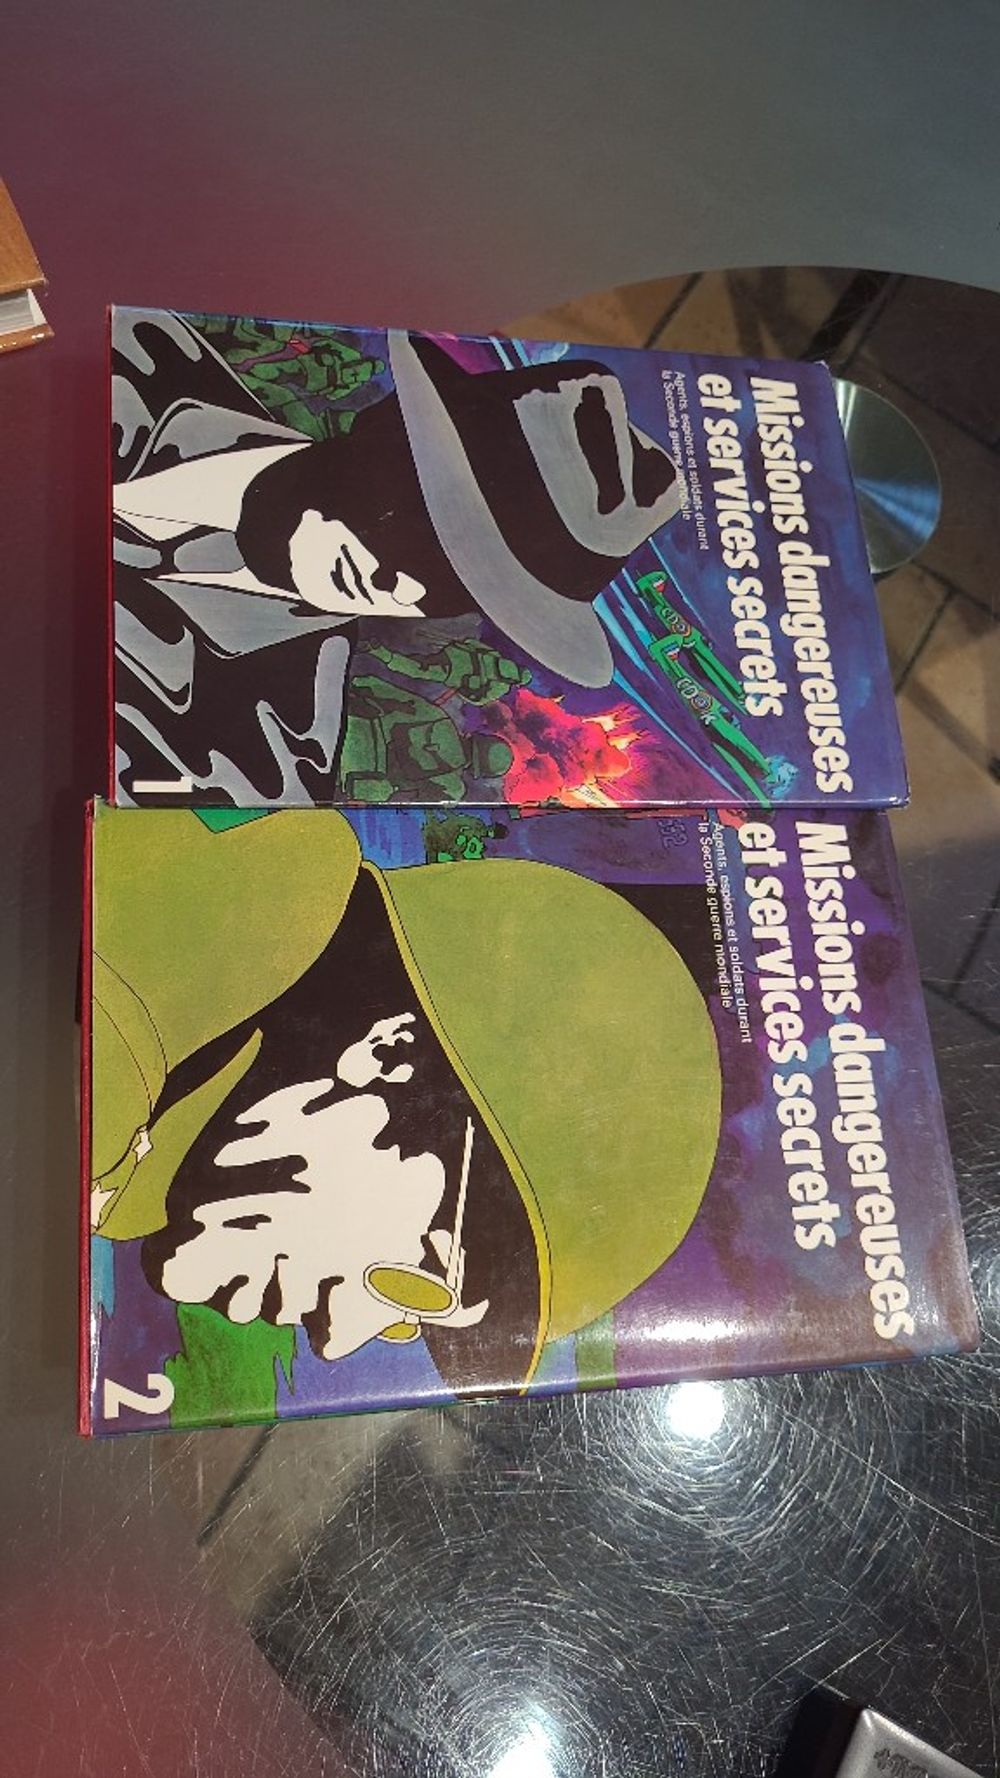 Missions dangereuses
et services secrets
Agents, espions et soldats durant
la Seconde guerre mondiale
1
Missions dangereuses
et services secrets
Agents, espions et soldats durant
la Seconde guerre mondiale
2